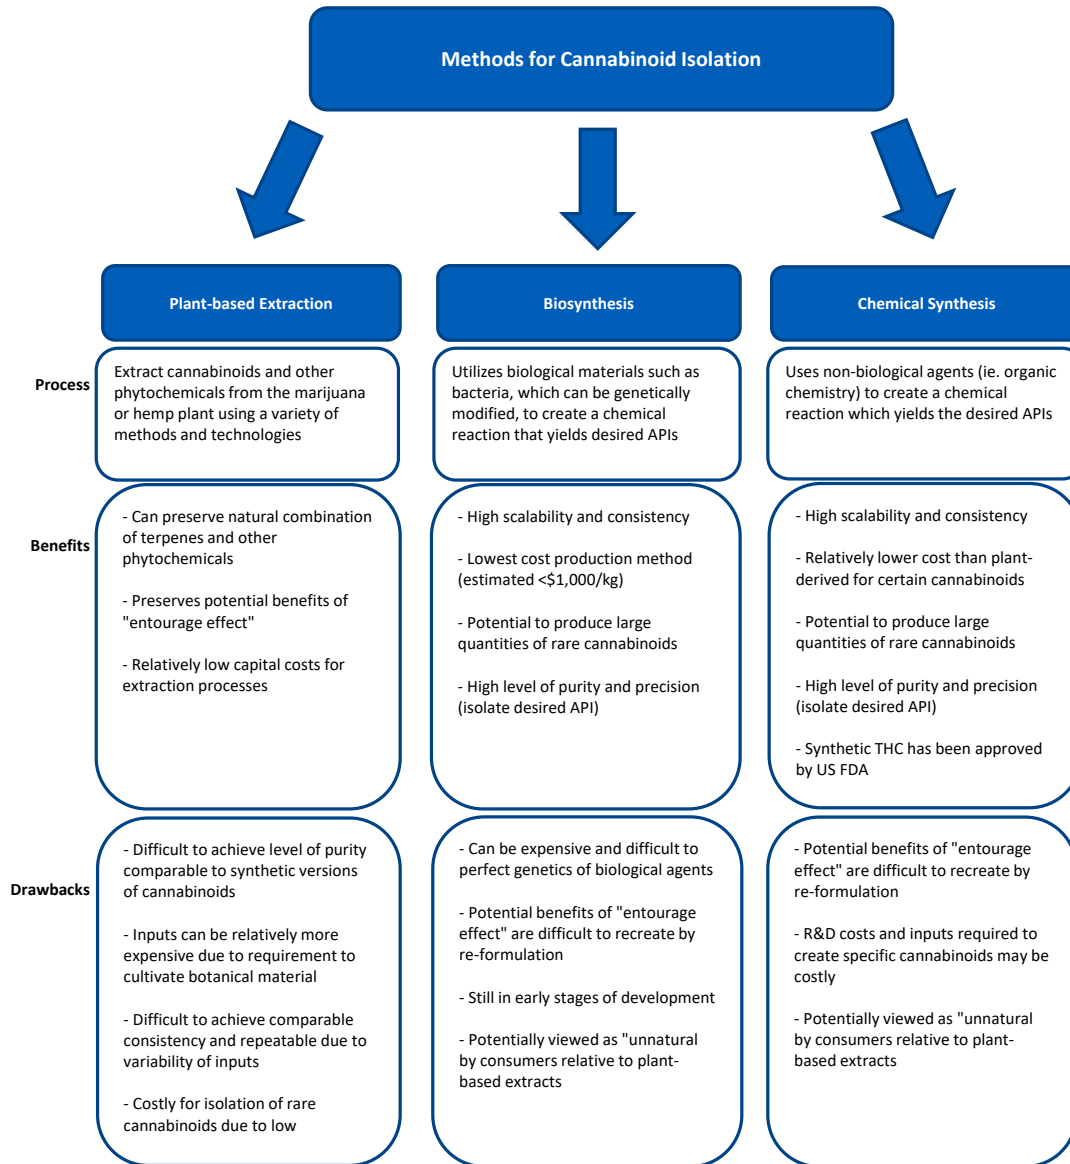 Methods for Cannabinoid Isolation
Plant-based Extraction
Biosynthesis
Chemical Synthesis
Process
Extract cannabinoids and other
phytochemicals from the marijuana
or hemp plant using a variety of
methods and technologies
Utilizes biological materials such as
bacteria, which can be genetically
modified, to create a chemical
reaction that yields desired APIs
Uses non-biological agents (ie. organic
chemistry) to create a chemical
reaction which yields the desired APIs
Benefits
- Can preserve natural combination
of terpenes and other
phytochemicals
- Preserves potential benefits of
"entourage effect"
- Relatively low capital costs for
extraction processes
- High scalability and consistency
- Lowest cost production method
(estimated <$1,000/kg)
- Potential to produce large
quantities of rare cannabinoids
- High level of purity and precision
(isolate desired API)
- High scalability and consistency
- Relatively lower cost than plant-
derived for certain cannabinoids
- Potential to produce large
quantities of rare cannabinoids
- High level of purity and precision
(isolate desired API)
- Synthetic THC has been approved
by US FDA
Drawbacks
- Difficult to achieve level of purity
comparable to synthetic versions
of cannabinoids
- Inputs can be relatively more
expensive due to requirement to
cultivate botanical material
- Difficult to achieve comparable
consistency and repeatable due to
variability of inputs
- Costly for isolation of rare
cannabinoids due to low
- Can be expensive and difficult to
perfect genetics of biological agents
- Potential benefits of "entourage
effect" are difficult to recreate by
re-formulation
- Still in early stages of development
- Potentially viewed as "unnatural
by consumers relative to plant-
based extracts
- Potential benefits of "entourage
effect" are difficult to recreate by
re-formulation
- R&D costs and inputs required to
create specific cannabinoids may be
costly
- Potentially viewed as "unnatural
by consumers relative to plant-
based extracts